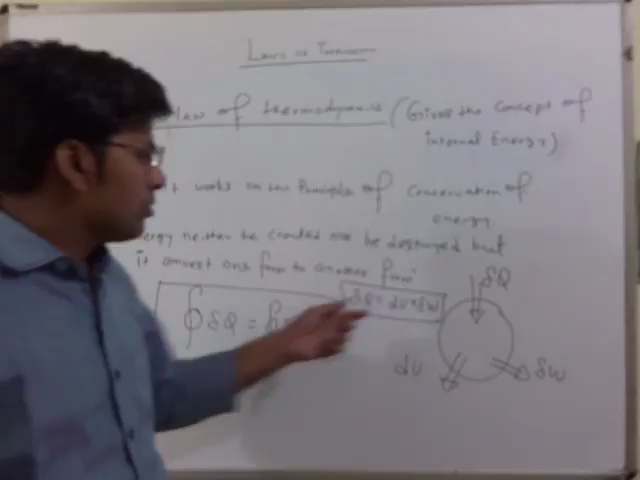 Laws of
law of thermodynamics (Gives the Concept of
internal Energy)
works on the Principle of Conservation of
energy.
energy neither be created nor be destroyed but
it convert one form to another form.
δQ = dU + δW
∮ δQ =
δQ
dU
δW